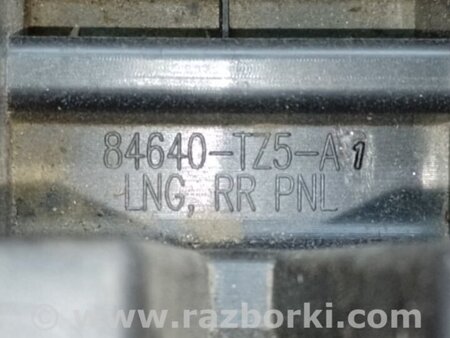 84640-TZ5-A1
LNG, RR PNL
www.razborki.com